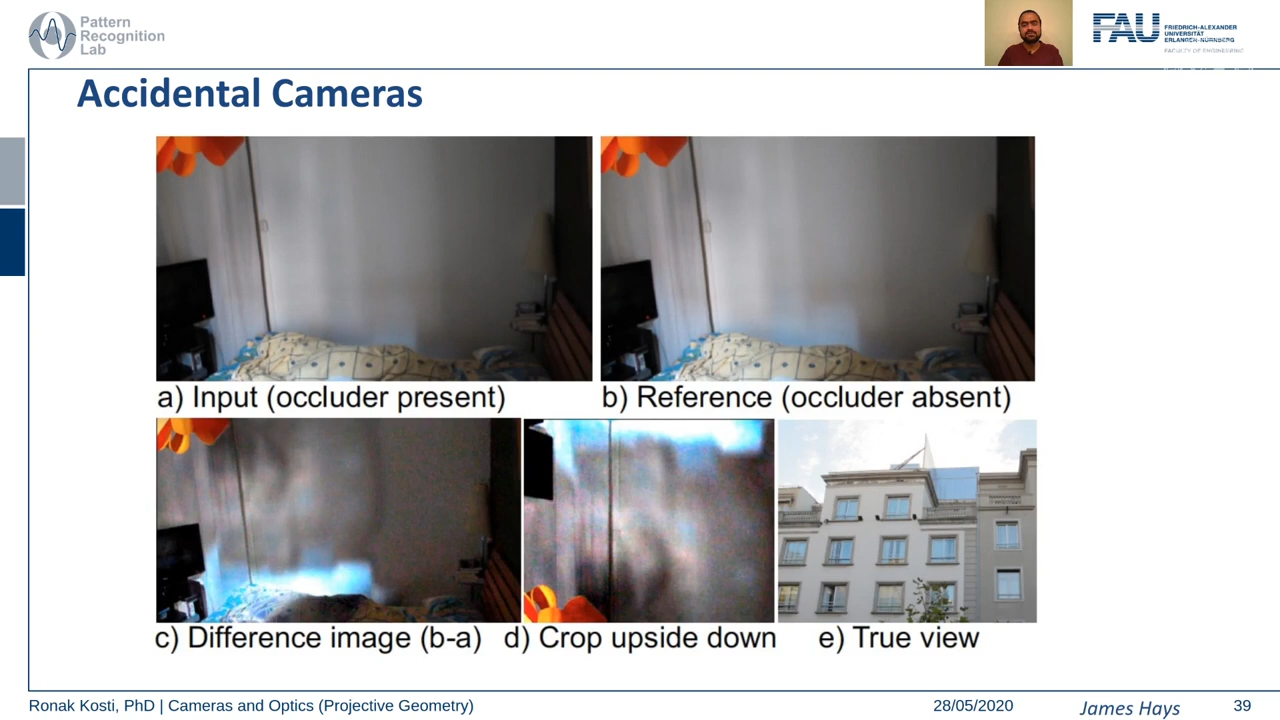 Pattern
Recognition
Lab
FAU
FRIEDRICH-ALEXANDER
UNIVERSITÄT
ERLANGEN-NÜRNBERG
FACULTY OF ENGINEERING
Accidental Cameras
a) Input (occluder present)
b) Reference (occluder absent)
c) Difference image (b-a)
d) Crop upside down
e) True view
Ronak Kosti, PhD | Cameras and Optics (Projective Geometry)
28/05/2020
James Hays
39